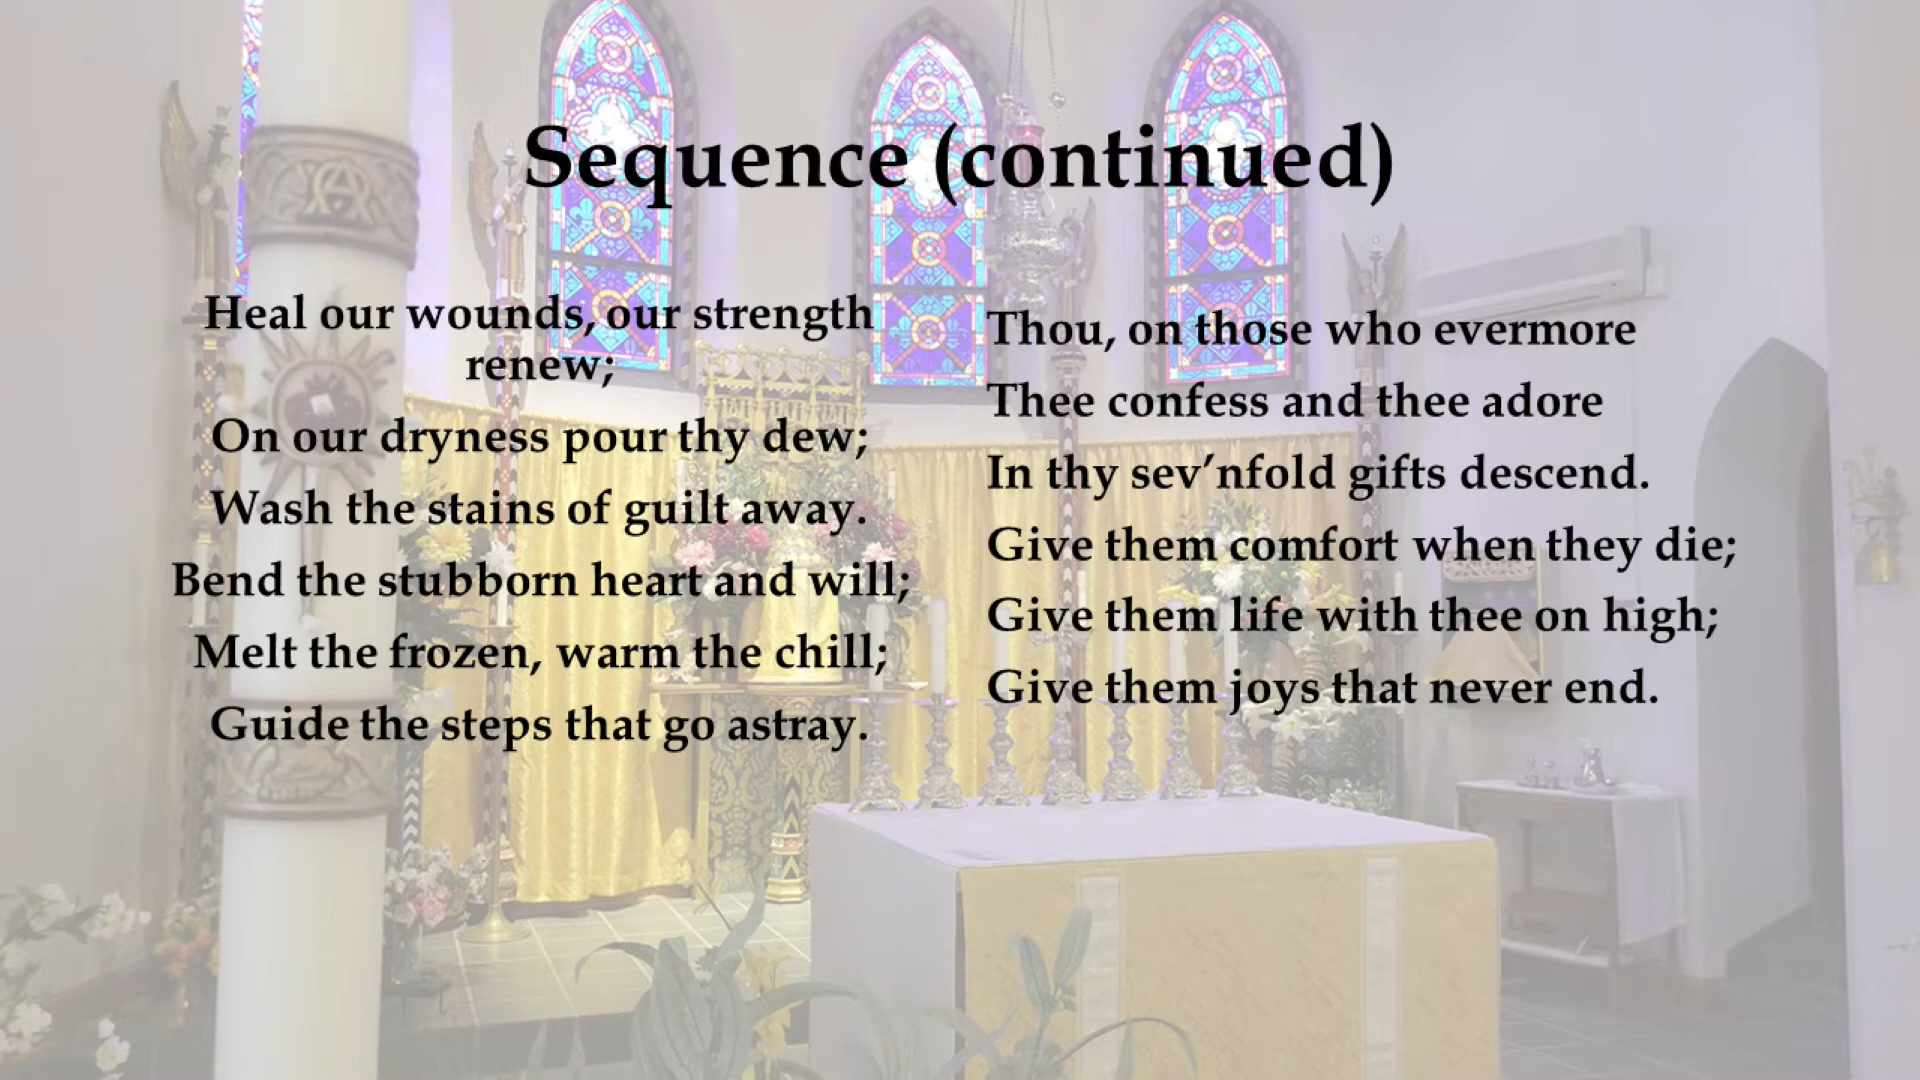 Sequence (continued)
Heal our wounds, our strength
renew;
On our dryness pour thy dew;
Wash the stains of guilt away.
Bend the stubborn heart and will;
Melt the frozen, warm the chill;
Guide the steps that go astray.
Thou, on those who evermore
Thee confess and thee adore
In thy sev’nfold gifts descend.
Give them comfort when they die;
Give them life with thee on high;
Give them joys that never end.